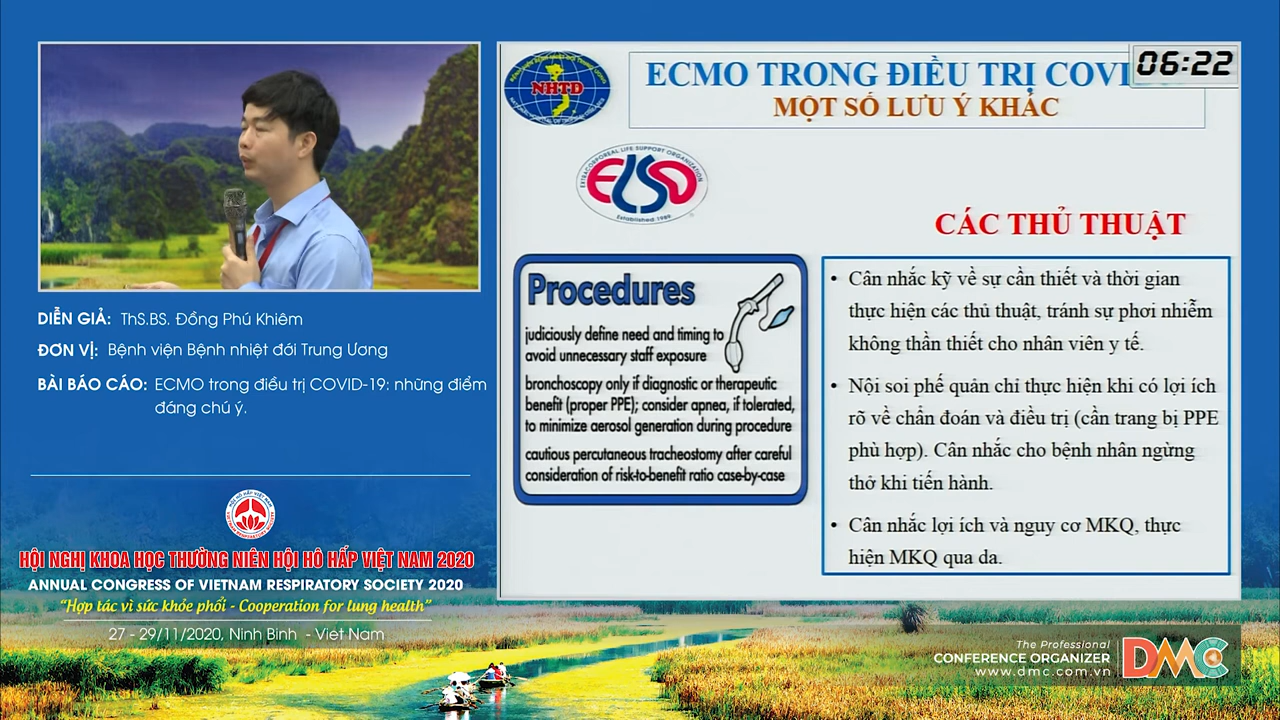 DIỄN GIẢ: ThS.BS. Đồng Phú Khiêm
ĐƠN VỊ: Bệnh viện Bệnh nhiệt đới Trung Ương
BÀI BÁO CÁO: ECMO trong điều trị COVID-19: những điểm
đáng chú ý.
HỘI HÔ HẤP VIỆT NAM
HỘI NGHỊ KHOA HỌC THƯỜNG NIÊN HỘI HÔ HẤP VIỆT NAM 2020
ANNUAL CONGRESS OF VIETNAM RESPIRATORY SOCIETY 2020
“Hợp tác vì sức khỏe phổi - Cooperation for lung health”
27 - 29/11/2020, Ninh Bình - Việt Nam
NHTD
ECMO TRONG ĐIỀU TRỊ COVI
06:22
MỘT SỐ LƯU Ý KHÁC
EXTRACORPOREAL LIFE SUPPORT ORGANIZATION
ELSO
Established 1989
CÁC THỦ THUẬT
Procedures
judiciously define need and timing to
avoid unnecessary staff exposure
bronchoscopy only if diagnostic or therapeutic
benefit (proper PPE); consider apnea, if tolerated,
to minimize aerosol generation during procedure
cautious percutaneous tracheostomy after careful
consideration of risk-to-benefit ratio case-by-case
• Cân nhắc kỹ về sự cần thiết và thời gian
thực hiện các thủ thuật, tránh sự phơi nhiễm
không thần thiết cho nhân viên y tế.
• Nội soi phế quản chỉ thực hiện khi có lợi ích
rõ về chẩn đoán và điều trị (cần trang bị PPE
phù hợp). Cân nhắc cho bệnh nhân ngừng
thở khi tiến hành.
• Cân nhắc lợi ích và nguy cơ MKQ, thực
hiện MKQ qua da.
The Professional
CONFERENCE ORGANIZER
www.dmc.com.vn
DMC